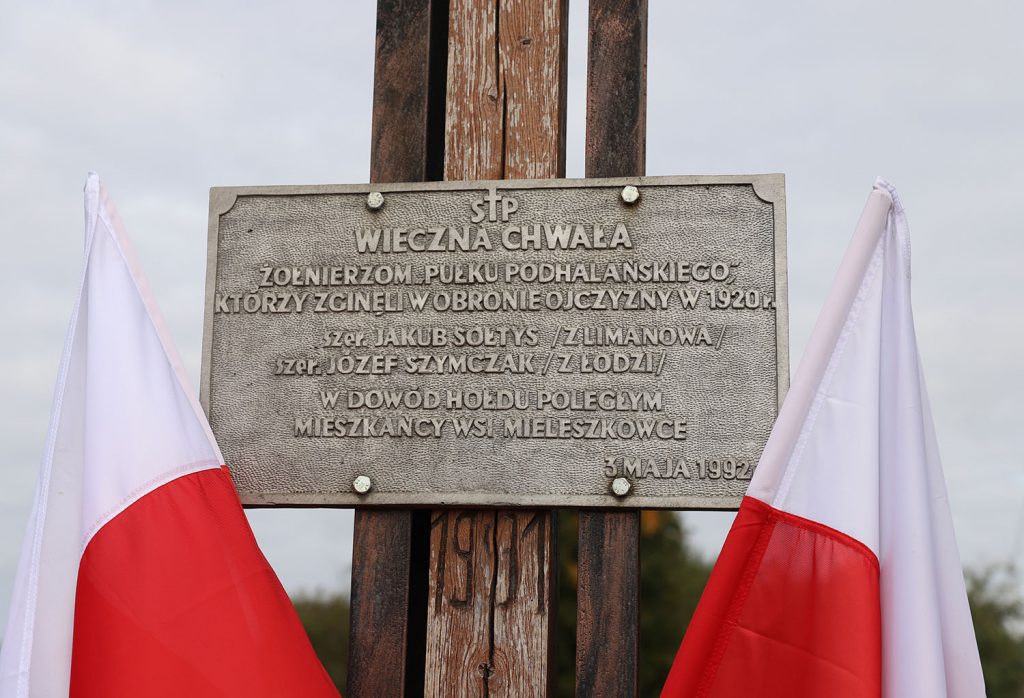 S†P
WIECZNA CHWAŁA
ŻOŁNIERZOM „PUŁKU PODHALAŃSKIEGO”
KTÓRZY ZGINĘLI W OBRONIE OJCZYZNY W 1920 r.
szer. JAKUB SOŁTYS /Z LIMANOWA/
szer. JÓZEF SZYMCZAK /Z ŁODZI/
W DOWÓD HOŁDU POLEGŁYM
MIESZKAŃCY WSI MIELESZKOWCE
3 MAJA 1992
1991